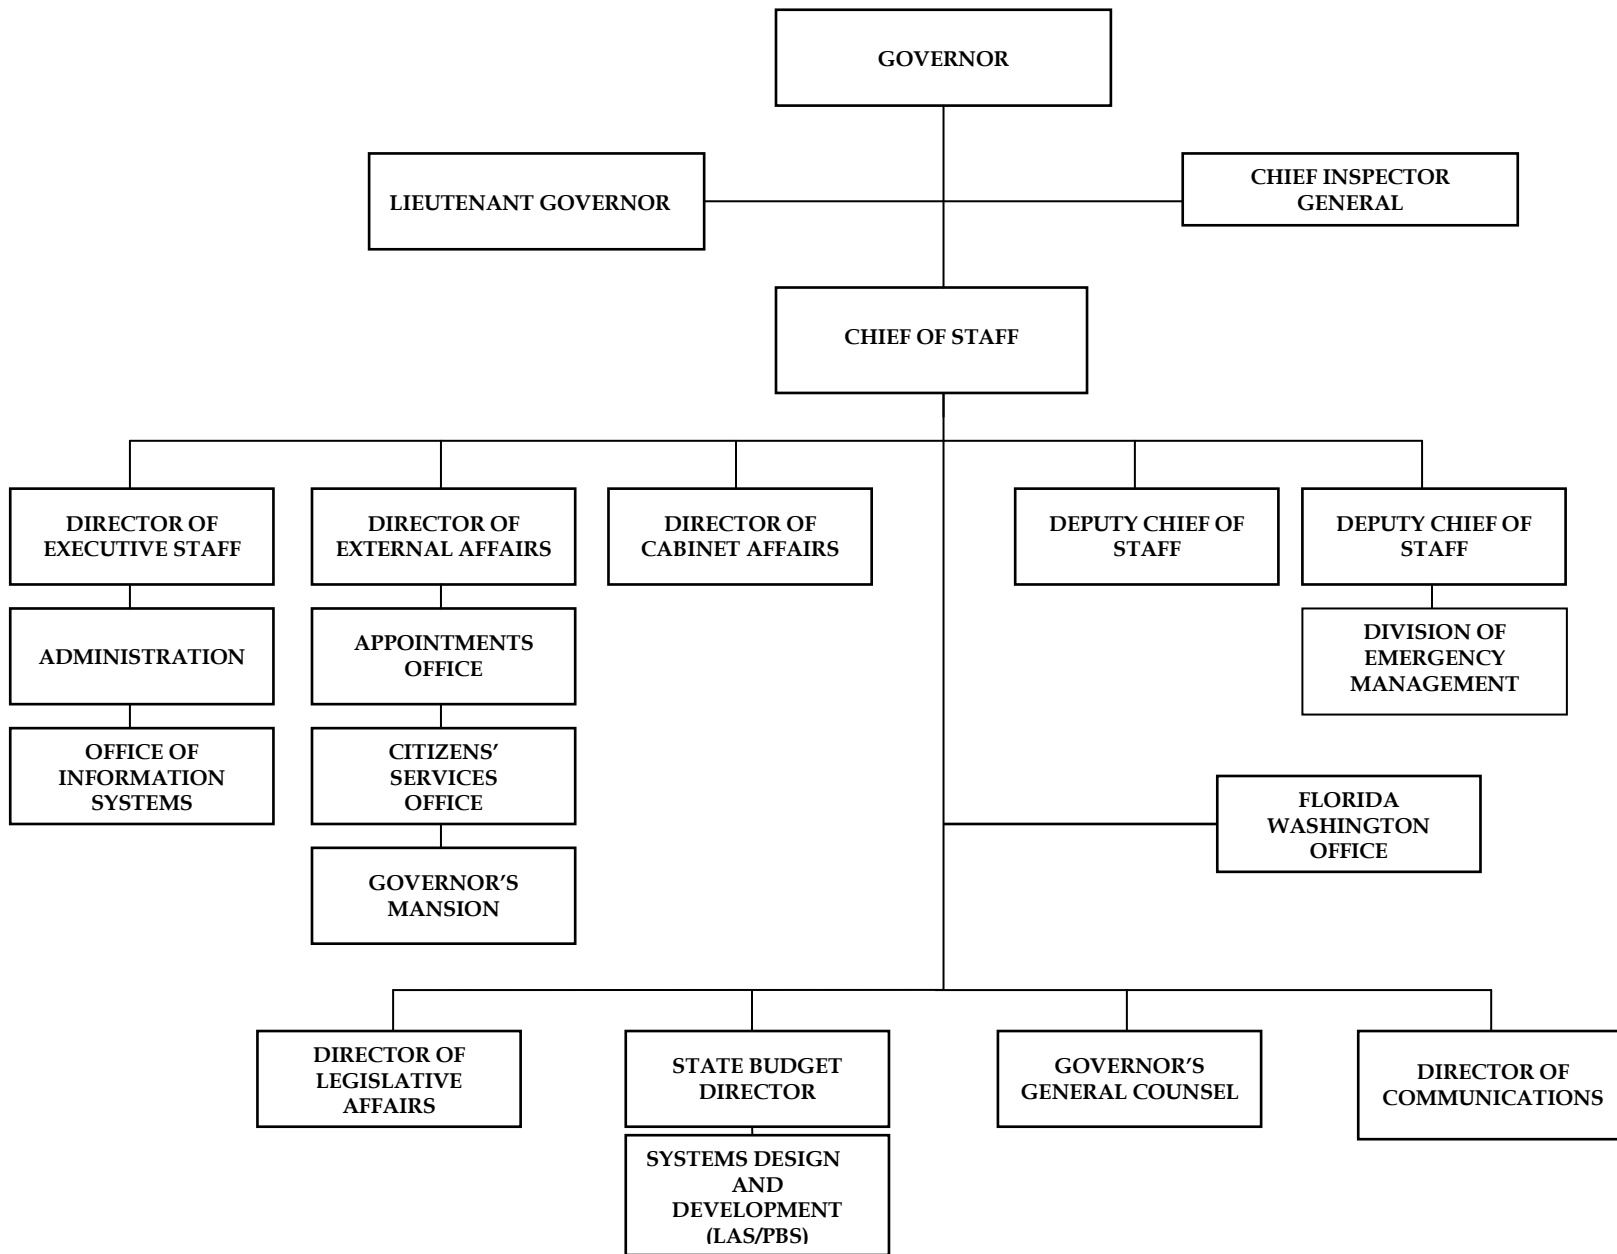 GOVERNOR
LIEUTENANT GOVERNOR
CHIEF INSPECTOR
GENERAL
CHIEF OF STAFF
DIRECTOR OF
EXECUTIVE STAFF
DIRECTOR OF
EXTERNAL AFFAIRS
DIRECTOR OF
CABINET AFFAIRS
DEPUTY CHIEF OF
STAFF
DEPUTY CHIEF OF
STAFF
ADMINISTRATION
APPOINTMENTS
OFFICE
DIVISION OF
EMERGENCY
MANAGEMENT
OFFICE OF
INFORMATION
SYSTEMS
CITIZENS’
SERVICES
OFFICE
FLORIDA
WASHINGTON
OFFICE
GOVERNOR’S
MANSION
DIRECTOR OF
LEGISLATIVE
AFFAIRS
STATE BUDGET
DIRECTOR
GOVERNOR’S
GENERAL COUNSEL
DIRECTOR OF
COMMUNICATIONS
SYSTEMS DESIGN
AND
DEVELOPMENT
(LAS/PBS)